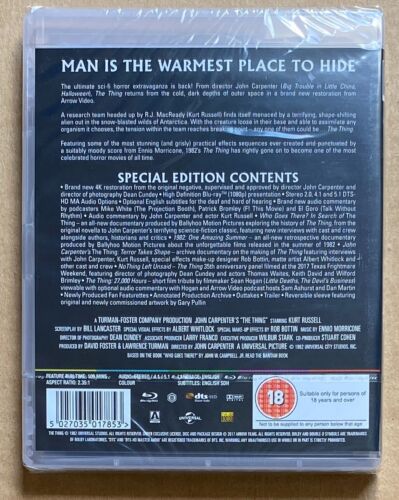 MAN IS THE WARMEST PLACE TO HIDE
The ultimate sci-fi horror extravaganza is back! From director John Carpenter (Big Trouble in Little China,
Halloween), The Thing returns from the cold, dark depths of outer space in a brand new restoration from
Arrow Video.
A research team headed up by R.J. MacReady (Kurt Russell) finds itself menaced by a terrifying, shape-shifting
alien out in the snow-blasted wilds of Antarctica. With the creature loose in their base and able to assimilate any
organism it chooses, the tension within the team reaches breaking point – any one of them could be ... The Thing
Featuring some of the most stunning (and grisly) practical effects sequences ever created and punctuated by
a suitably moody score from Ennio Morricone, 1982's The Thing has rightly gone on to become one of the most
celebrated horror movies of all time.
SPECIAL EDITION CONTENTS
• Brand new 4K restoration from the original negative, supervised and approved by director John Carpenter
and director of photography Dean Cundey • High Definition Blu-ray (1080p) presentation • Stereo 2.0, 4.1 and 5.1 DTS-
HD MA Audio Options • Optional English subtitles for the deaf and hard of hearing • Brand new audio commentary
by podcasters Mike White (The Projection Booth), Patrick Bromley (F! This Movie) and El Goro (Talk Without
Rhythm) • Audio commentary by John Carpenter and actor Kurt Russell • Who Goes There? In Search of The
Thing – an all-new documentary produced by Ballyhoo Motion Pictures exploring the history of The Thing, from the
original novella to John Carpenter's terrifying science-fiction classic, featuring new interviews with cast and crew
alongside authors, historians and critics • 1982: One Amazing Summer – an all-new retrospective documentary
produced by Ballyhoo Motion Pictures about the unforgettable films released in the summer of 1982 • John
Carpenter's The Thing: Terror Takes Shape – archive documentary on the making of The Thing featuring interviews
with John Carpenter, Kurt Russell, special effects make-up designer Rob Bottin, matte artist Albert Whitlock and
other cast and crew • No Thing Left Unsaid – The Thing 35th anniversary panel filmed at the 2017 Texas Frightmare
Weekend, featuring director of photography Dean Cundey and actors Thomas Waites, Keith David and Wilford
Brimley • The Thing: 27,000 Hours – short film tribute by filmmaker Sean Hogan (Little Deaths, The Devil's Business)
viewable with optional audio commentary with Hogan and Arrow Video podcast hosts Sam Ashurst and Dan Martin
• Newly Produced Fan Featurettes • Annotated Production Archive • Outtakes • Trailer • Reversible sleeve featuring
original and newly commissioned artwork by Gary Pullin
A TURMAN-FOSTER COMPANY PRODUCTION JOHN CARPENTER'S "THE THING" STARRING KURT RUSSELL
SCREENPLAY BY BILL LANCASTER SPECIAL VISUAL EFFECTS BY ALBERT WHITLOCK SPECIAL MAKE-UP EFFECTS BY ROB BOTTIN MUSIC BY ENNIO MORRICONE
DIRECTOR OF PHOTOGRAPHY DEAN CUNDEY ASSOCIATE PRODUCER LARRY FRANCO EXECUTIVE PRODUCER WILBUR STARK CO-PRODUCER STUART COHEN
PRODUCED BY DAVID FOSTER & LAWRENCE TURMAN DIRECTED BY JOHN CARPENTER A UNIVERSAL PICTURE © 1982 UNIVERSAL CITY STUDIOS, INC.
BASED ON THE BOOK "WHO GOES THERE?" BY JOHN W. CAMPBELL, JR. READ THE BANTAM BOOK
FEATURE RUNNING TIME: 109 MINS
ASPECT RATIO: 2.35:1
COLOUR
LANGUAGE: ENGLISH
SUBTITLES: ENGLISH SDH
5 027035 017853
dts
UNIVERSAL
18
Suitable only for persons of
18 years and over
Not to be supplied to any person below that age